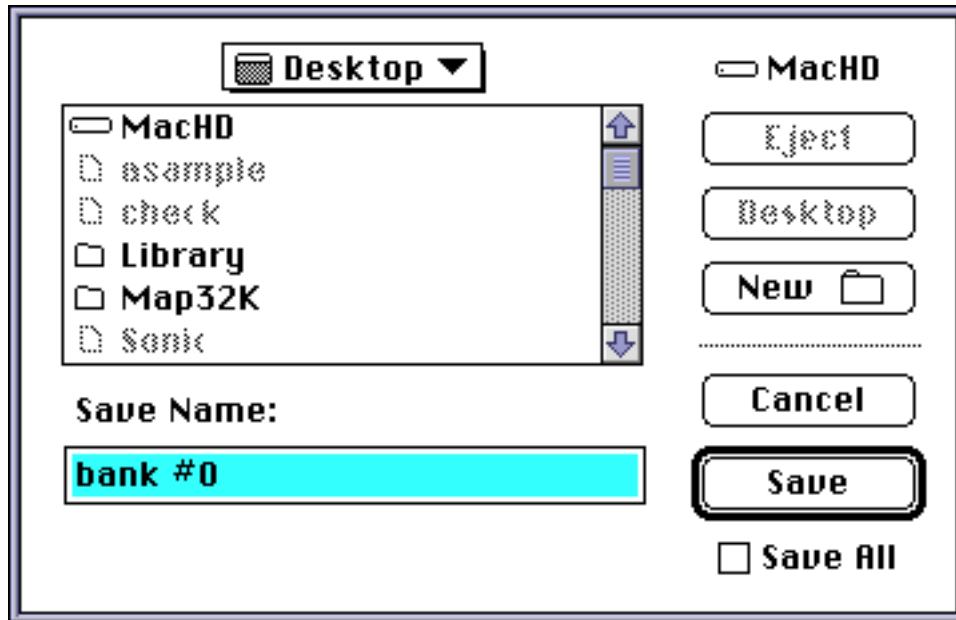 Desktop
MacHD
asample
check
Library
Map32K
Sonic
Save Name:
bank #0
MacHD
Eject
Desktop
New
Cancel
Save
Save All